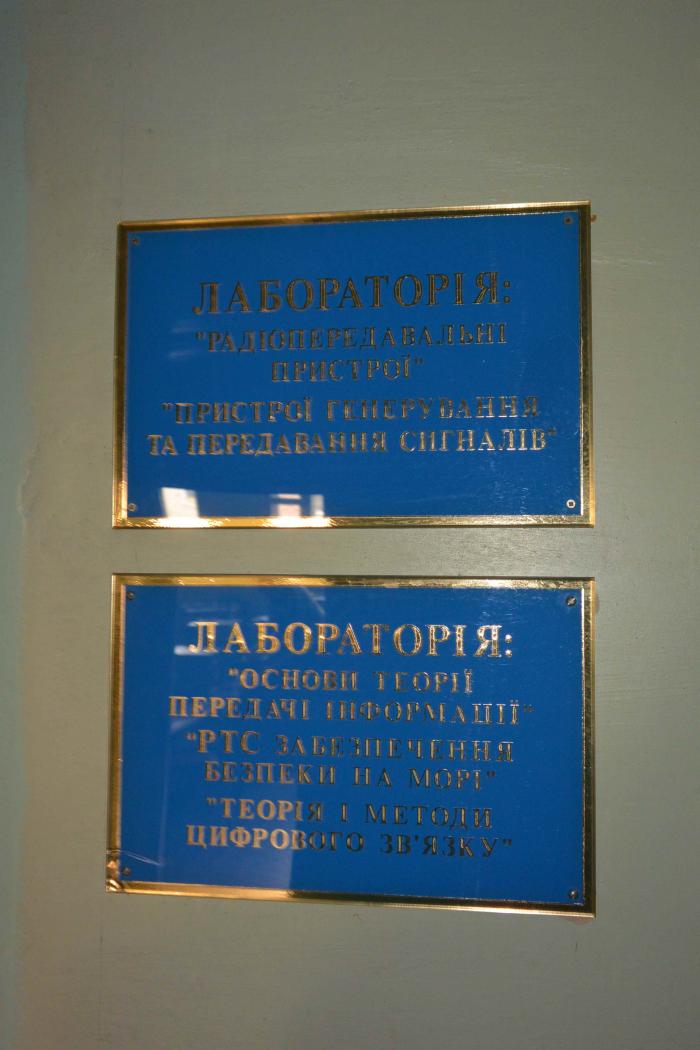 ЛАБОРАТОРІЯ:
"РАДІОПЕРЕДАВАЛЬНІ
ПРИСТРОЇ"
"ПРИСТРОЇ ГЕНЕРУВАННЯ
ТА ПЕРЕДАВАННЯ СИГНАЛІВ"
ЛАБОРАТОРІЯ:
"ОСНОВИ ТЕОРІЇ
ПЕРЕДАЧІ ІНФОРМАЦІЇ"
"РТС ЗАБЕЗПЕЧЕННЯ
БЕЗПЕКИ НА МОРІ"
"ТЕОРІЯ І МЕТОДИ
ЦИФРОВОГО ЗВ'ЯЗКУ"